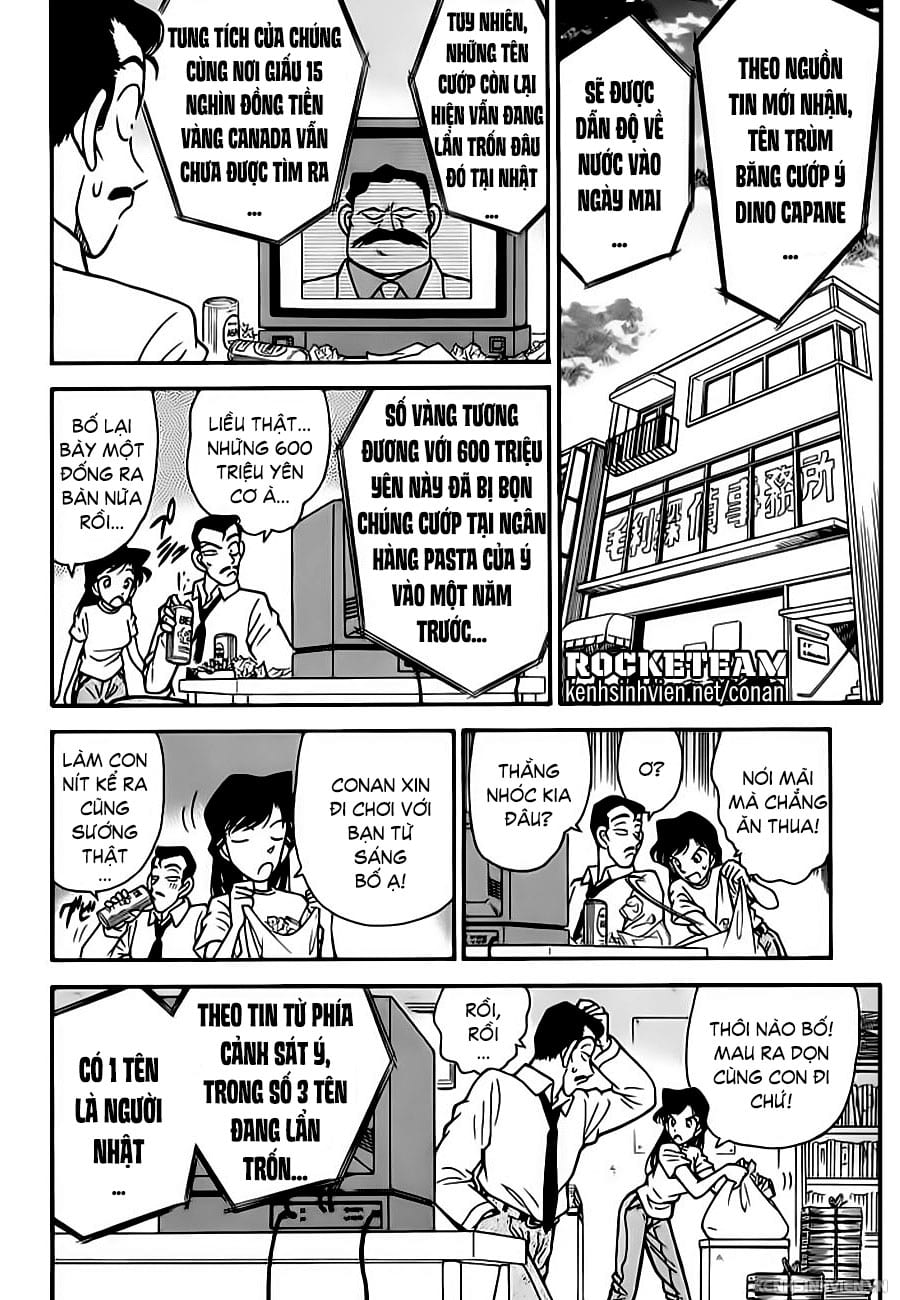 THEO NGUỒN
TIN MỚI NHẬN,
TÊN TRÙM
BĂNG CƯỚP Ý
DINO CAPANE
...
SẼ ĐƯỢC
DẪN ĐỘ VỀ
NƯỚC VÀO
NGÀY MAI
...
毛利探偵事務所
ROCKETEAM
kenhsinhvien.net/conan
TUY NHIÊN,
NHỮNG TÊN
CƯỚP CÒN LẠI
HIỆN VẪN ĐANG
LẨN TRỐN ĐÂU
ĐÓ TẠI NHẬT
...
TUNG TÍCH CỦA CHÚNG
CÙNG NƠI GIẤU 15
NGHÌN ĐỒNG TIỀN
VÀNG CANADA VẪN
CHƯA ĐƯỢC TÌM RA
...
SỐ VÀNG TƯƠNG
ĐƯƠNG VỚI 600 TRIỆU
YÊN NÀY ĐÃ BỊ BỌN
CHÚNG CƯỚP TẠI NGÂN
HÀNG PASTA CỦA Ý
VÀO MỘT NĂM
TRƯỚC...
LIỀU THẬT...
NHỮNG 600
TRIỆU YÊN
CƠ À...
BỐ LẠI
BÀY MỘT
ĐỐNG RA
BÀN NỮA
RỒI...
BE
NÓI MÃI
MÀ CHẲNG
ĂN THUA!
Ơ?
THẰNG
NHÓC KIA
ĐÂU?
CONAN XIN
ĐI CHƠI VỚI
BẠN TỪ
SÁNG
BỐ Ạ!
LÀM CON
NÍT KỂ RA
CŨNG
SƯỚNG
THẬT
...
THÔI NÀO BỐ!
MAU RA DỌN
CÙNG CON ĐI
CHỨ!
RỒI,
RỒI
...
THEO TIN TỪ PHÍA
CẢNH SÁT Ý,
TRONG SỐ 3 TÊN
ĐANG LẨN
TRỐN...
CÓ 1 TÊN
LÀ NGƯỜI
NHẬT
...
KENHSINHVIEN.VN